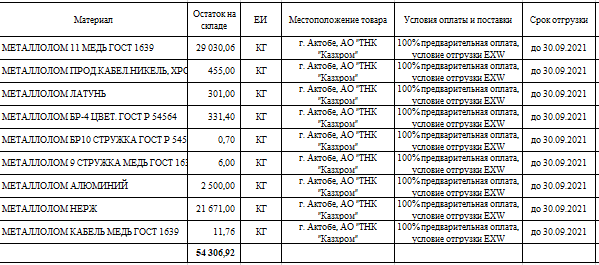 Материал Остаток на складе ЕИ Местоположение товара Условия оплаты и поставки Срок отгрузки
МЕТАЛЛОЛОМ 11 МЕДЬ ГОСТ 1639 29 030,06 КГ г. Актобе, АО "ТНК "Казхром" 100% предварительная оплата, условие отгрузки EXW до 30.09.2021
МЕТАЛЛОЛОМ ПРОД.КАБЕЛ.НИКЕЛЬ, ХРО 455,00 КГ г. Актобе, АО "ТНК "Казхром" 100% предварительная оплата, условие отгрузки EXW до 30.09.2021
МЕТАЛЛОЛОМ ЛАТУНЬ 301,00 КГ г. Актобе, АО "ТНК "Казхром" 100% предварительная оплата, условие отгрузки EXW до 30.09.2021
МЕТАЛЛОЛОМ БР-4 ЦВЕТ. ГОСТ Р 54564 331,40 КГ г. Актобе, АО "ТНК "Казхром" 100% предварительная оплата, условие отгрузки EXW до 30.09.2021
МЕТАЛЛОЛОМ БР10 СТРУЖКА ГОСТ Р 545 0,70 КГ г. Актобе, АО "ТНК "Казхром" 100% предварительная оплата, условие отгрузки EXW до 30.09.2021
МЕТАЛЛОЛОМ 9 СТРУЖКА МЕДЬ ГОСТ 163 6,00 КГ г. Актобе, АО "ТНК "Казхром" 100% предварительная оплата, условие отгрузки EXW до 30.09.2021
МЕТАЛЛОЛОМ АЛЮМИНИЙ 2 500,00 КГ г. Актобе, АО "ТНК "Казхром" 100% предварительная оплата, условие отгрузки EXW до 30.09.2021
МЕТАЛЛОЛОМ НЕРЖ 21 671,00 КГ г. Актобе, АО "ТНК "Казхром" 100% предварительная оплата, условие отгрузки EXW до 30.09.2021
МЕТАЛЛОЛОМ КАБЕЛЬ МЕДЬ ГОСТ 1639 11,76 КГ г. Актобе, АО "ТНК "Казхром" 100% предварительная оплата, условие отгрузки EXW до 30.09.2021
54 306,92